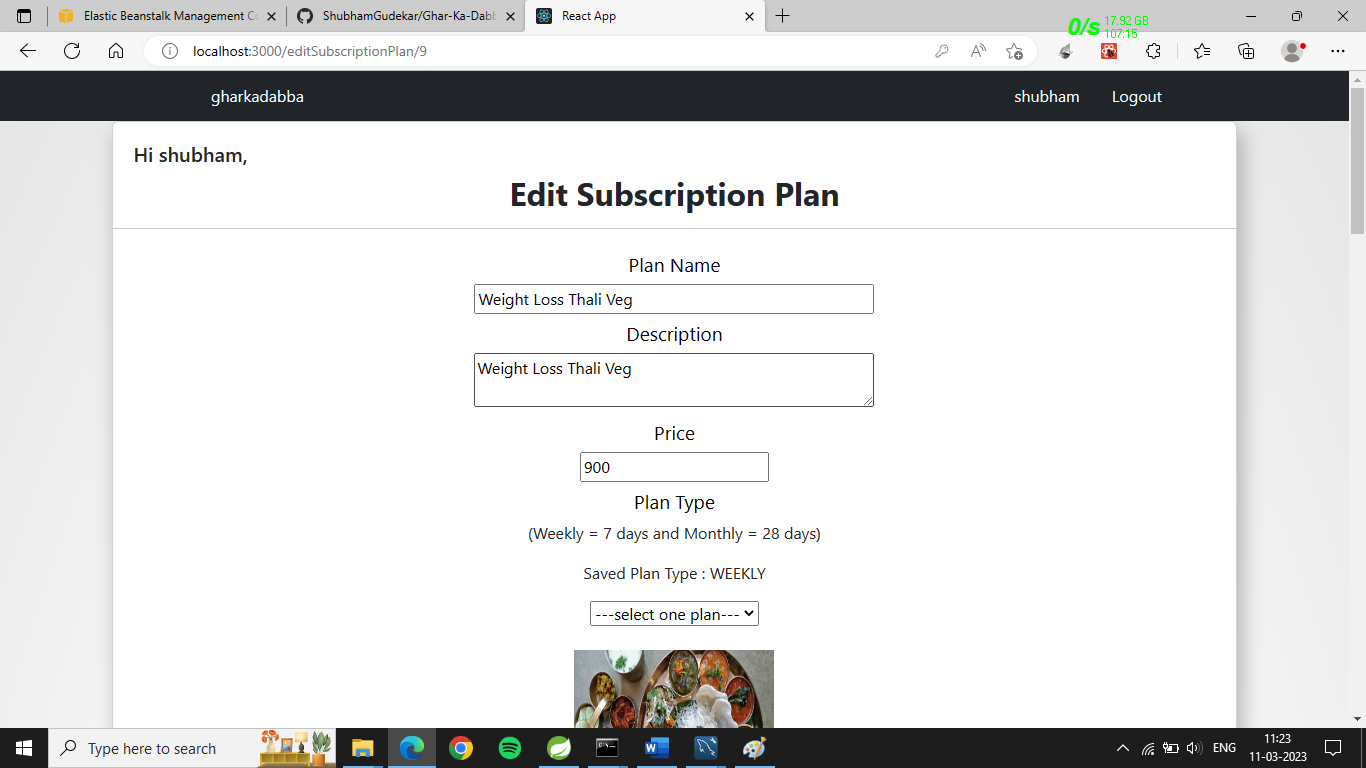 Elastic Beanstalk Management Co
ShubhamGudekar/Ghar-Ka-Dabb
React App
0/s
17.92 GB
107:15
localhost:3000/editSubscriptionPlan/9
gharkadabba
shubham
Logout
Hi shubham,
Edit Subscription Plan
Plan Name
Weight Loss Thali Veg
Description
Weight Loss Thali Veg
Price
900
Plan Type
(Weekly = 7 days and Monthly = 28 days)
Saved Plan Type : WEEKLY
---select one plan---
Type here to search
ENG
11:23
11-03-2023